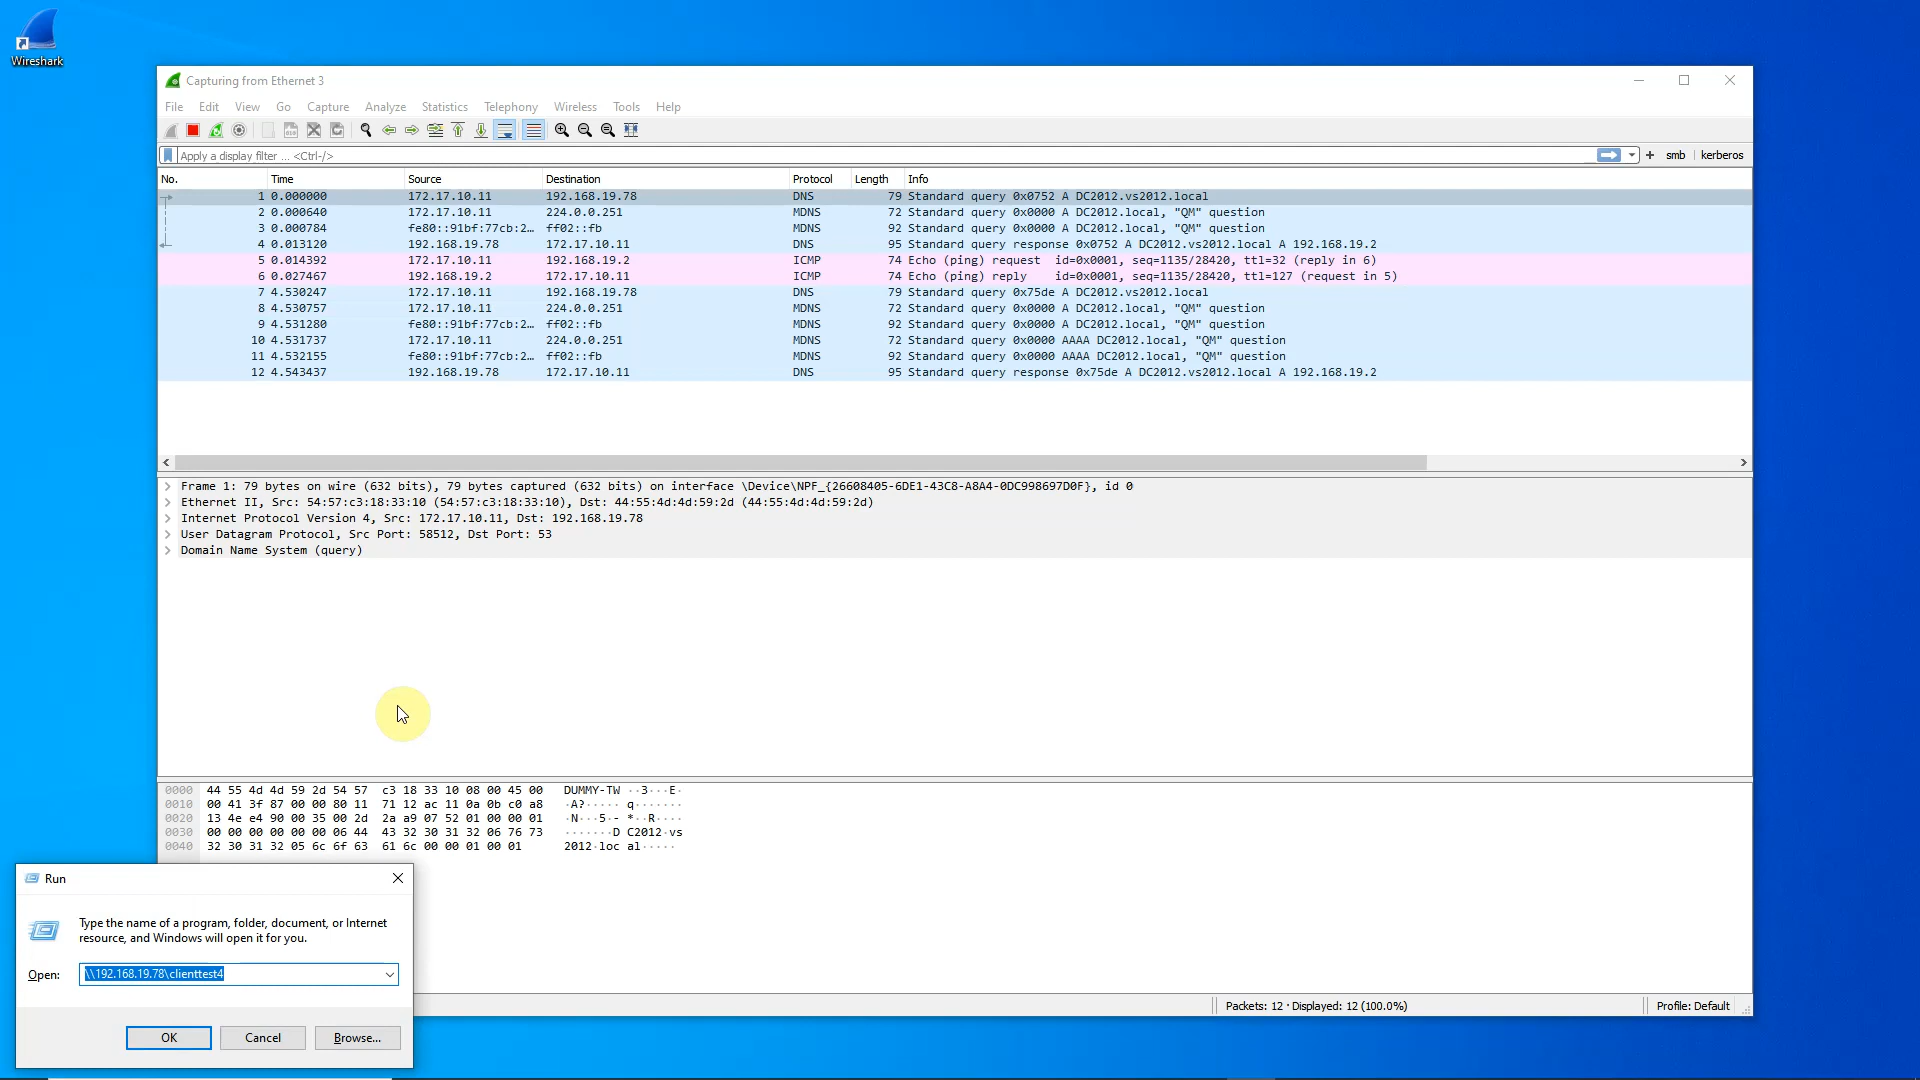 Wireshark
Capturing from Ethernet 3
File Edit View Go Capture Analyze Statistics Telephony Wireless Tools Help
Apply a display filter ... <Ctrl-/>
+ smb | kerberos
No. Time Source Destination Protocol Length Info
1 0.000000 172.17.10.11 192.168.19.78 DNS 79 Standard query 0x0752 A DC2012.vs2012.local
2 0.000640 172.17.10.11 224.0.0.251 MDNS 72 Standard query 0x0000 A DC2012.local, "QM" question
3 0.000784 fe80::91bf:77cb:2… ff02::fb MDNS 92 Standard query 0x0000 A DC2012.local, "QM" question
4 0.013120 192.168.19.78 172.17.10.11 DNS 95 Standard query response 0x0752 A DC2012.vs2012.local A 192.168.19.2
5 0.014392 172.17.10.11 192.168.19.2 ICMP 74 Echo (ping) request id=0x0001, seq=1135/28420, ttl=32 (reply in 6)
6 0.027467 192.168.19.2 172.17.10.11 ICMP 74 Echo (ping) reply id=0x0001, seq=1135/28420, ttl=127 (request in 5)
7 4.530247 172.17.10.11 192.168.19.78 DNS 79 Standard query 0x75de A DC2012.vs2012.local
8 4.530757 172.17.10.11 224.0.0.251 MDNS 72 Standard query 0x0000 A DC2012.local, "QM" question
9 4.531280 fe80::91bf:77cb:2… ff02::fb MDNS 92 Standard query 0x0000 A DC2012.local, "QM" question
10 4.531737 172.17.10.11 224.0.0.251 MDNS 72 Standard query 0x0000 AAAA DC2012.local, "QM" question
11 4.532155 fe80::91bf:77cb:2… ff02::fb MDNS 92 Standard query 0x0000 AAAA DC2012.local, "QM" question
12 4.543437 192.168.19.78 172.17.10.11 DNS 95 Standard query response 0x75de A DC2012.vs2012.local A 192.168.19.2
Frame 1: 79 bytes on wire (632 bits), 79 bytes captured (632 bits) on interface \Device\NPF_{26608405-6DE1-43C8-A8A4-0DC998697D0F}, id 0
Ethernet II, Src: 54:57:c3:18:33:10 (54:57:c3:18:33:10), Dst: 44:55:4d:4d:59:2d (44:55:4d:4d:59:2d)
Internet Protocol Version 4, Src: 172.17.10.11, Dst: 192.168.19.78
User Datagram Protocol, Src Port: 58512, Dst Port: 53
Domain Name System (query)
0000 44 55 4d 4d 59 2d 54 57 c3 18 33 10 08 00 45 00 DUMMY-TW ··3···E·
0010 00 41 3f 87 00 00 80 11 71 12 ac 11 0a 0b c0 a8 ·A?····· q·······
0020 13 4e e4 90 00 35 00 2d 2a a9 07 52 01 00 00 01 ·N···5·- *··R····
0030 00 00 00 00 00 00 06 44 43 32 30 31 32 06 76 73 ·······D C2012·vs
0040 32 30 31 32 05 6c 6f 63 61 6c 00 00 01 00 01 2012·loc al·····
Run
Type the name of a program, folder, document, or Internet
resource, and Windows will open it for you.
Open: \\192.168.19.78\clienttest4
OK Cancel Browse...
Packets: 12 · Displayed: 12 (100.0%) Profile: Default